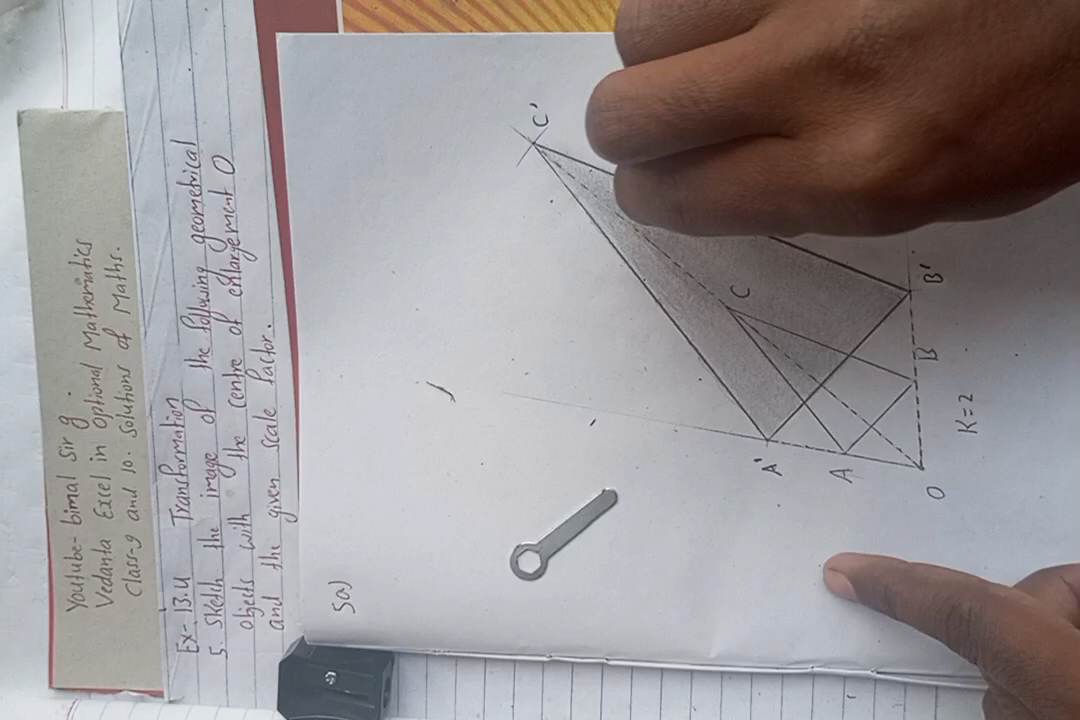 Youtube- bimal Sir g.
Vedanta Excel in Optional Mathematics
Class-9 and 10. Solutions of Maths.
Ex- 13.4 Transformation
5. Sketch the image of the following geometrical
objects with the centre of enlargement O
and the given scale factor.
5a)
C'
C
A'
A
B'
B
O
K=2